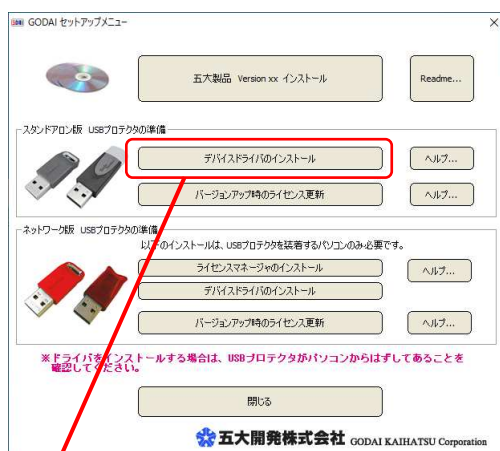 GODAI セットアップメニュー
五大製品 Version xx インストール
Readme...
スタンドアロン版 USBプロテクタの準備
デバイスドライバのインストール
ヘルプ...
バージョンアップ時のライセンス更新
ヘルプ...
ネットワーク版 USBプロテクタの準備
以下のインストールは、USBプロテクタを装着するパソコンのみ必要です。
ライセンスマネージャのインストール
ヘルプ...
デバイスドライバのインストール
バージョンアップ時のライセンス更新
ヘルプ...
※ドライバをインストールする場合は、USBプロテクタがパソコンからはずしてあることを
確認してください。
閉じる
五大開発株式会社 GODAI KAIHATSU Corporation